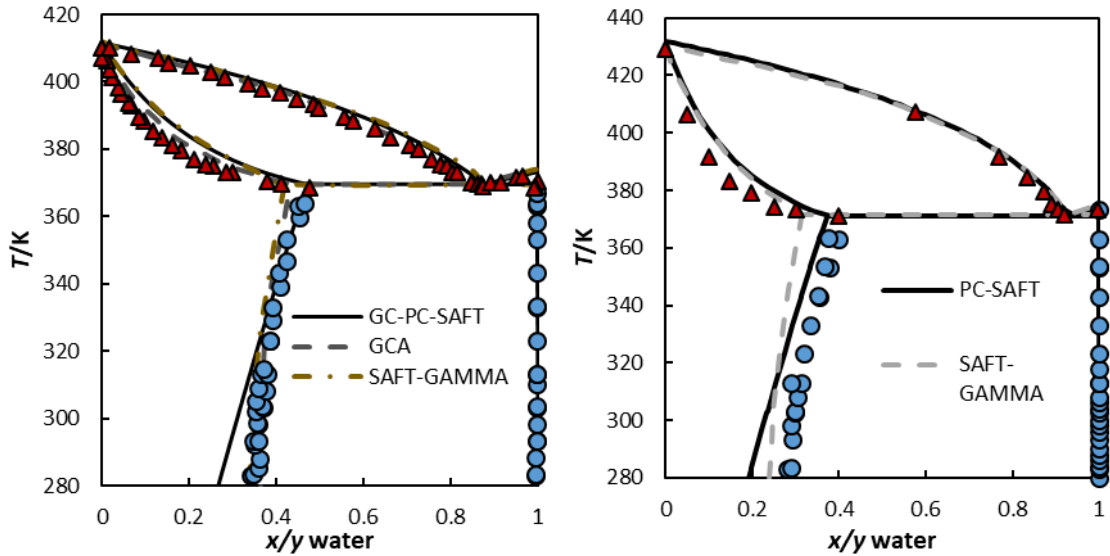 420
400
380
360
340
320
300
280
T/K
GC-PC-SAFT
GCA
SAFT-GAMMA
0 0.2 0.4 0.6 0.8 1
x/y water
440
420
400
380
360
340
320
300
280
T/K
PC-SAFT
SAFT-
GAMMA
0 0.2 0.4 0.6 0.8 1
x/y water